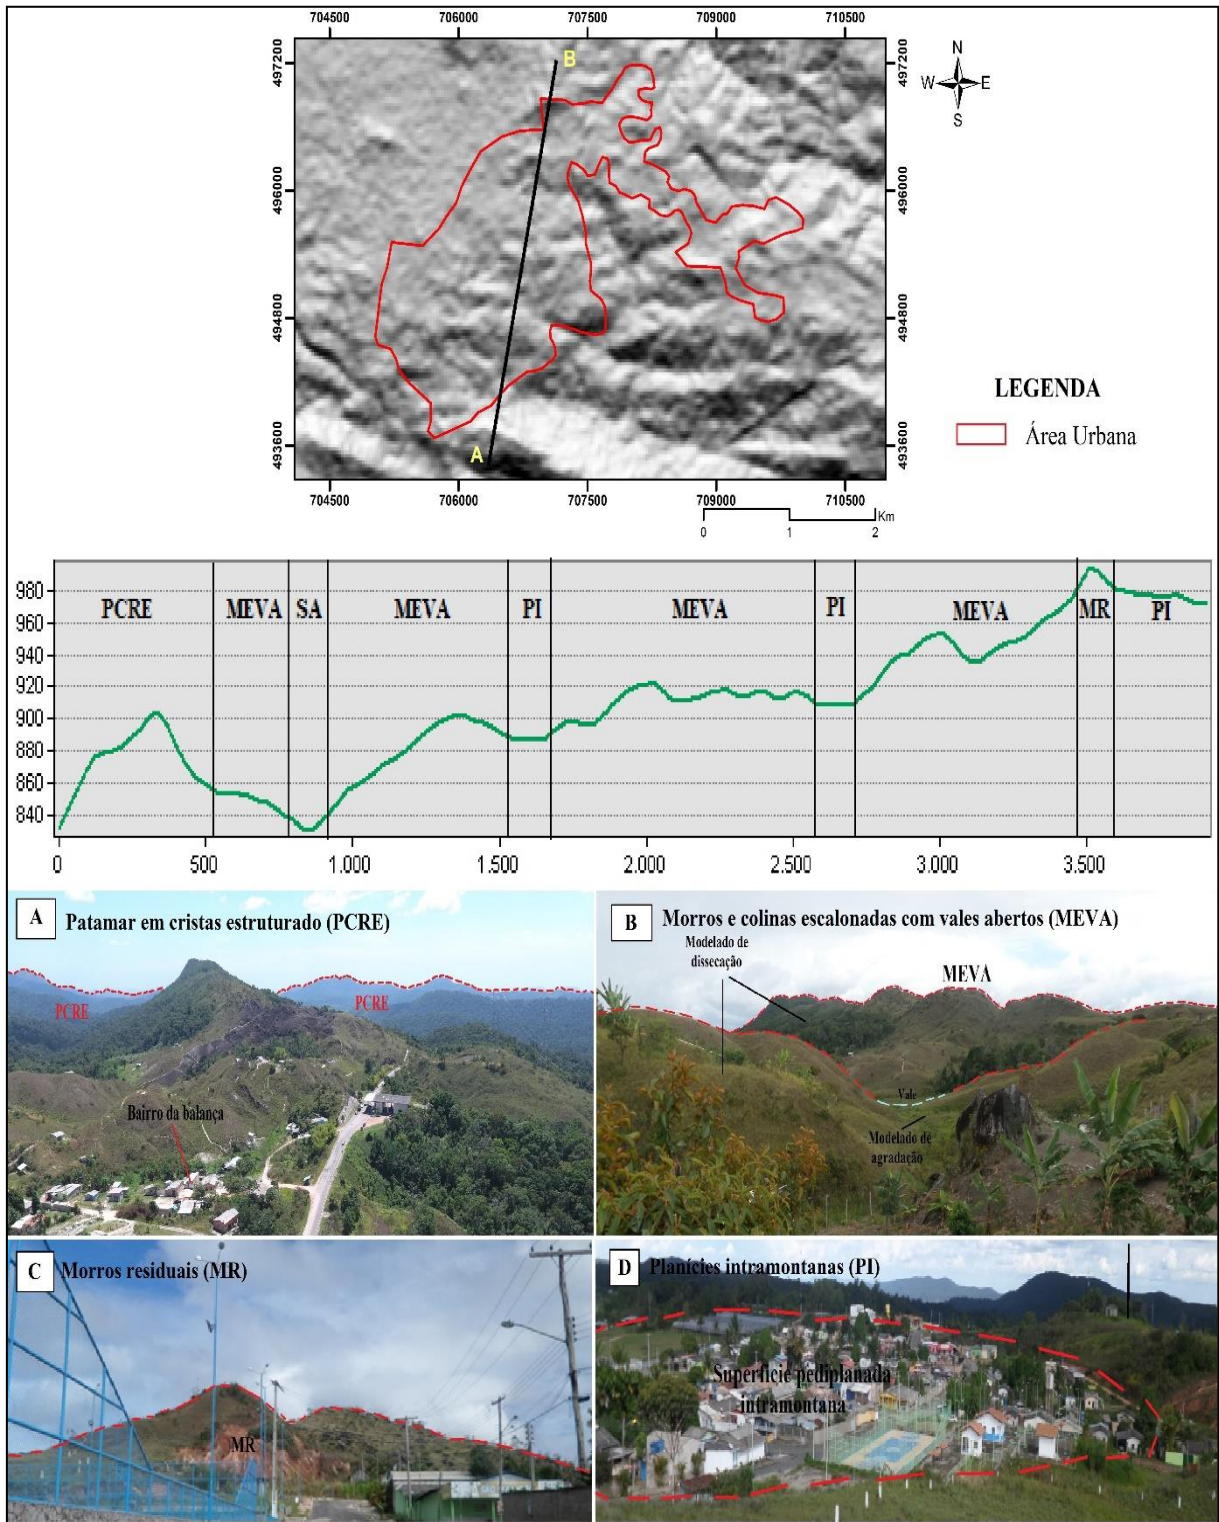 704500 706000 707500 709000 710500
497200 497200
B
N
W E
S
496000 496000
494800 494800
LEGENDA
Área Urbana
493600 493600
A
704500 706000 707500 709000 710500
0 1 2 Km
980
960
940
920
900
880
860
840
PCRE MEVA SA MEVA PI MEVA PI MEVA MR PI
0 500 1.000 1.500 2.000 2.500 3.000 3.500
A Patamar em cristas estruturado (PCRE)
PCRE PCRE
Bairro da balança
B Morros e colinas escalonadas com vales abertos (MEVA)
Modelado de
dissecação
MEVA
Vale
Modelado de
agradação
C Morros residuais (MR)
MR
D Planícies intramontanas (PI)
Superficie pediplanada
intramontana